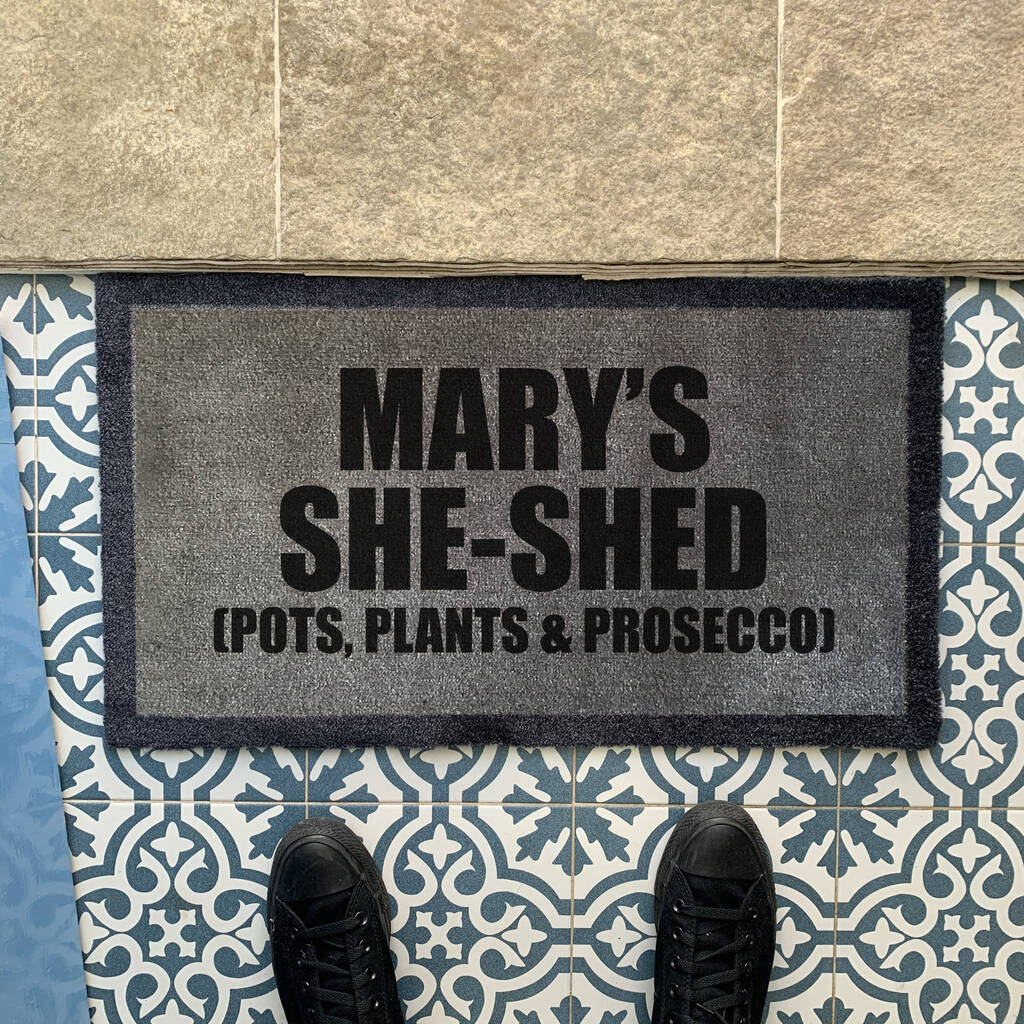 MARY’S
SHE-SHED
(POTS, PLANTS & PROSECCO)